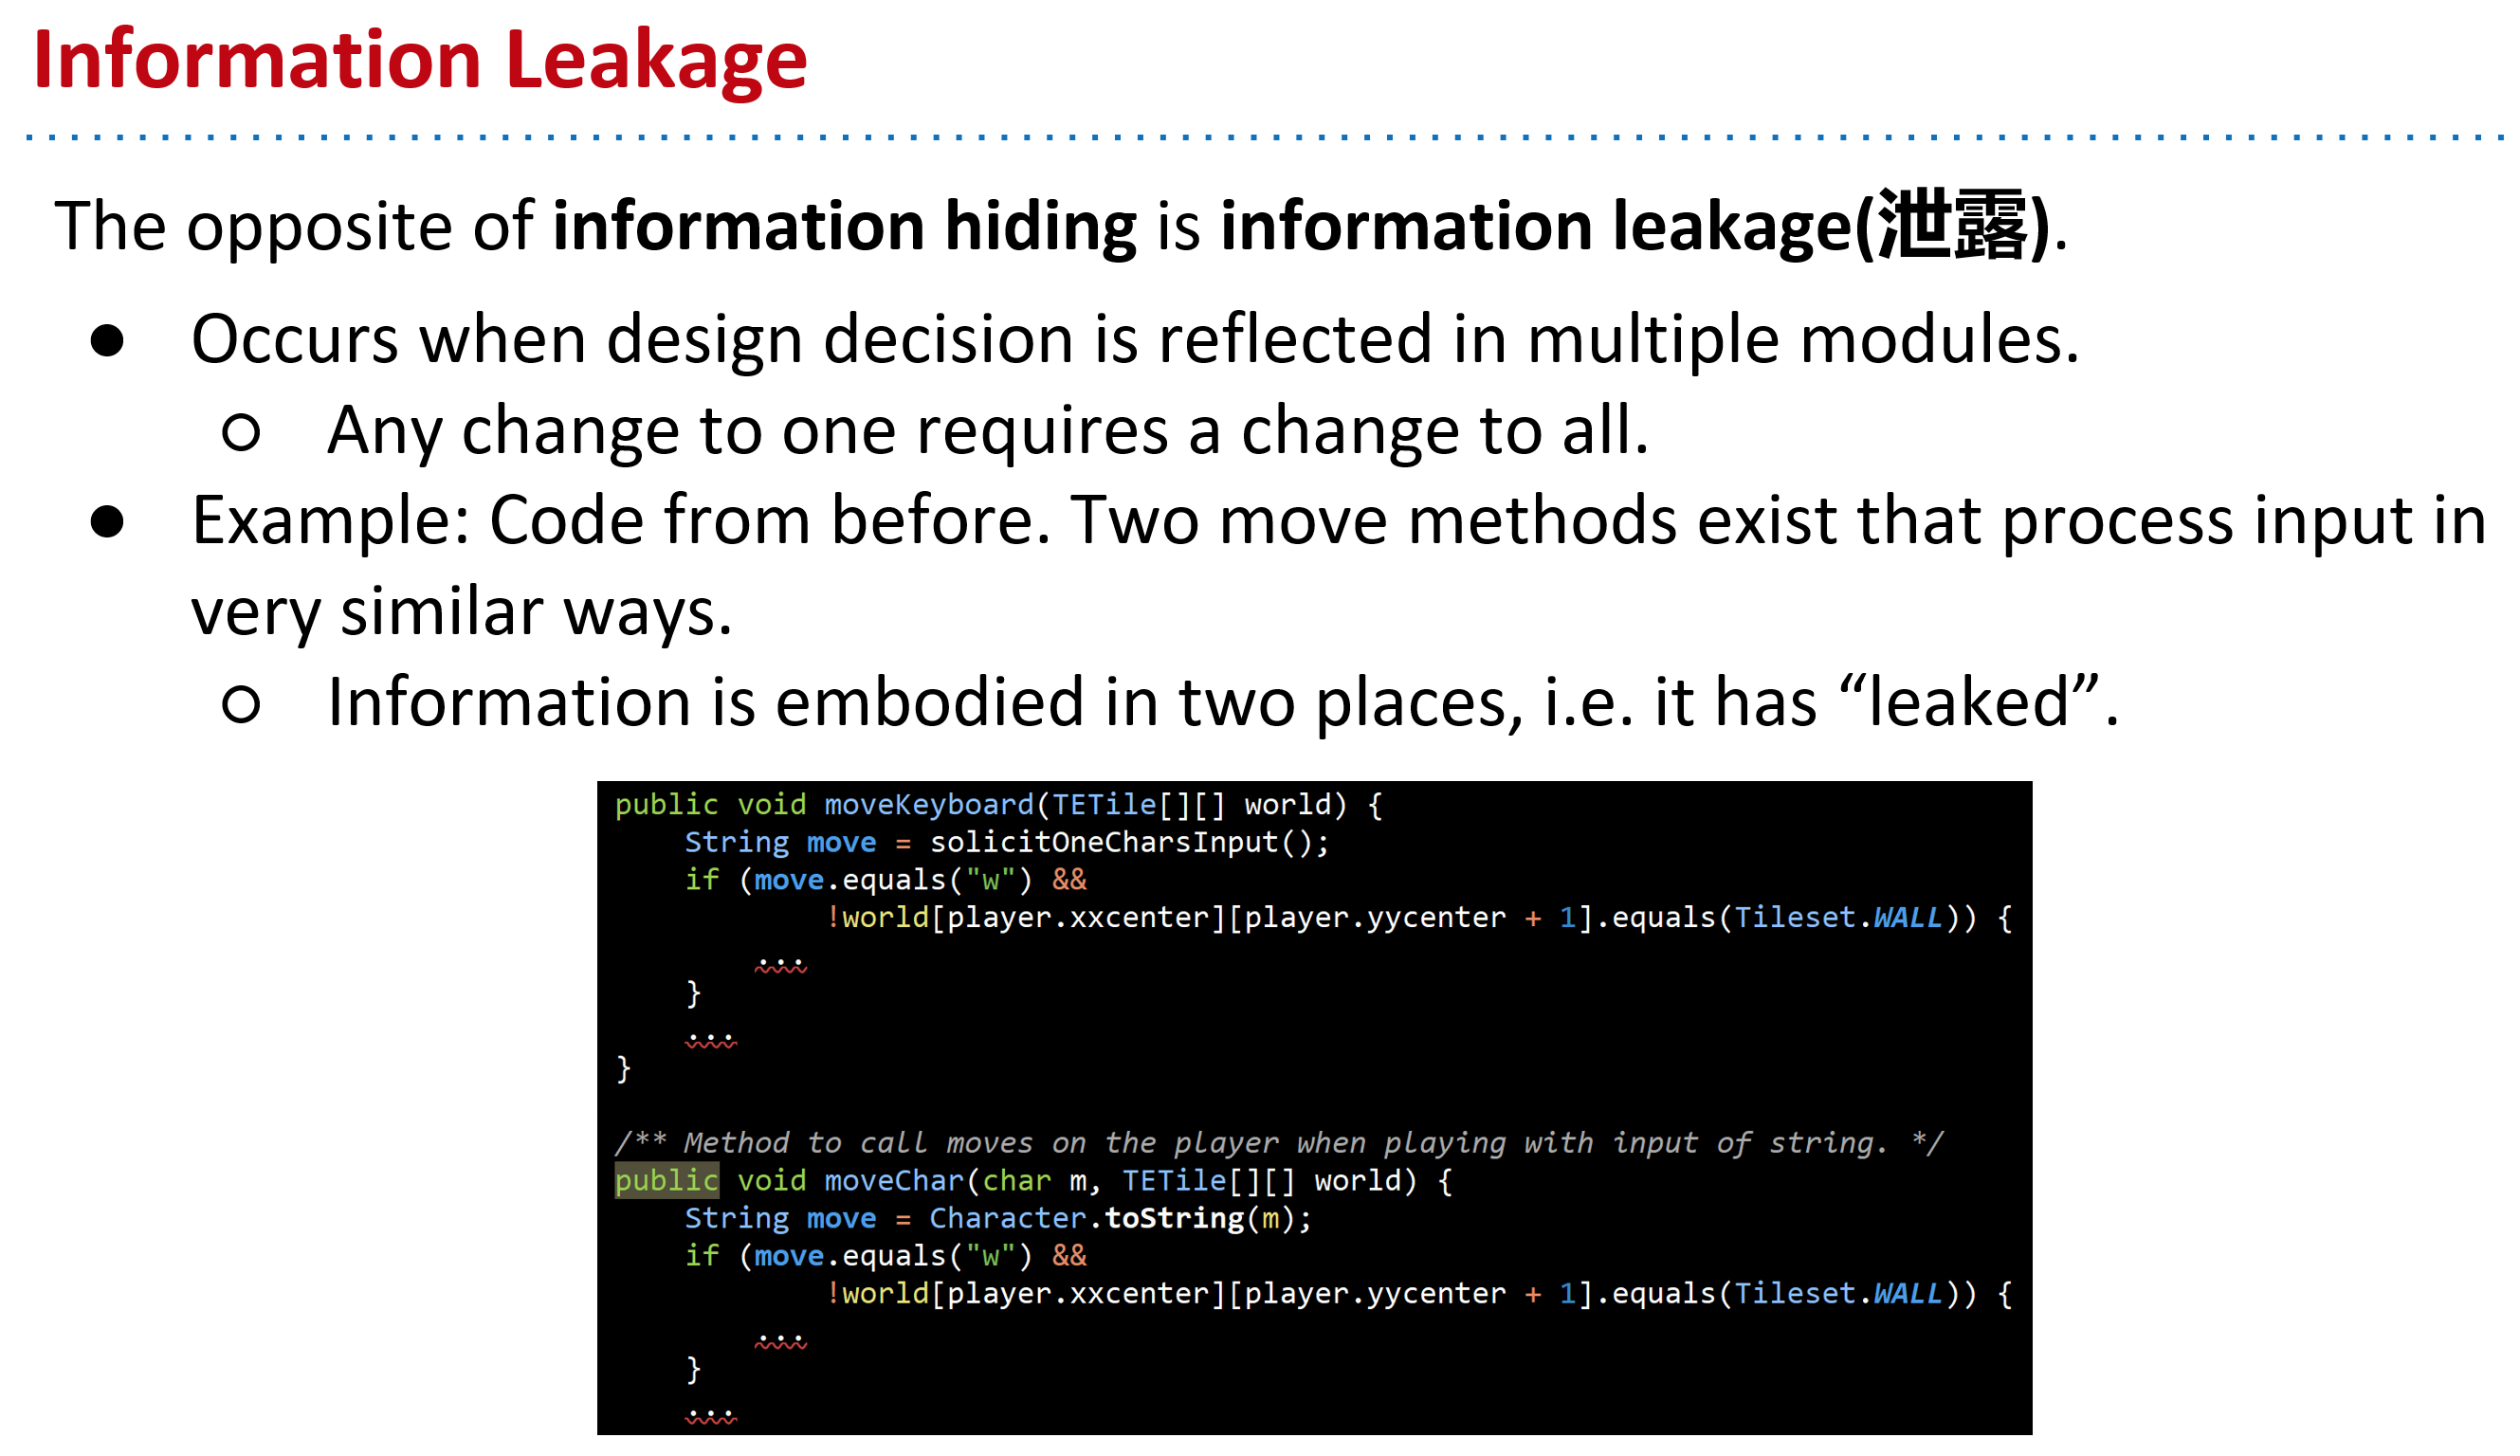 Information Leakage
The opposite of information hiding is information leakage(泄露).
● Occurs when design decision is reflected in multiple modules.
○ Any change to one requires a change to all.
● Example: Code from before. Two move methods exist that process input in
very similar ways.
○ Information is embodied in two places, i.e. it has “leaked”.
public void moveKeyboard(TETile[][] world) {
    String move = solicitOneCharsInput();
    if (move.equals("w") &&
            !world[player.xxcenter][player.yycenter + 1].equals(Tileset.WALL)) {
        ...
    }
    ...
}
/** Method to call moves on the player when playing with input of string. */
public void moveChar(char m, TETile[][] world) {
    String move = Character.toString(m);
    if (move.equals("w") &&
            !world[player.xxcenter][player.yycenter + 1].equals(Tileset.WALL)) {
        ...
    }
    ...